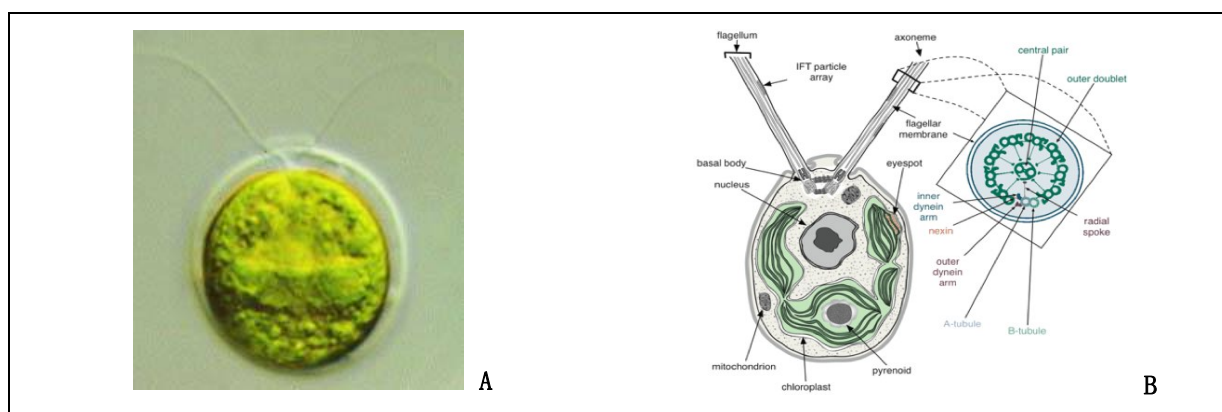 flagellum
IFT particle
array
axoneme
flagellar
membrane
basal body
nucleus
eyespot
mitochondrion
chloroplast
pyrenoid
central pair
outer doublet
inner
dynein
arm
nexin
outer
dynein
arm
radial
spoke
A-tubule
B-tubule
A
B